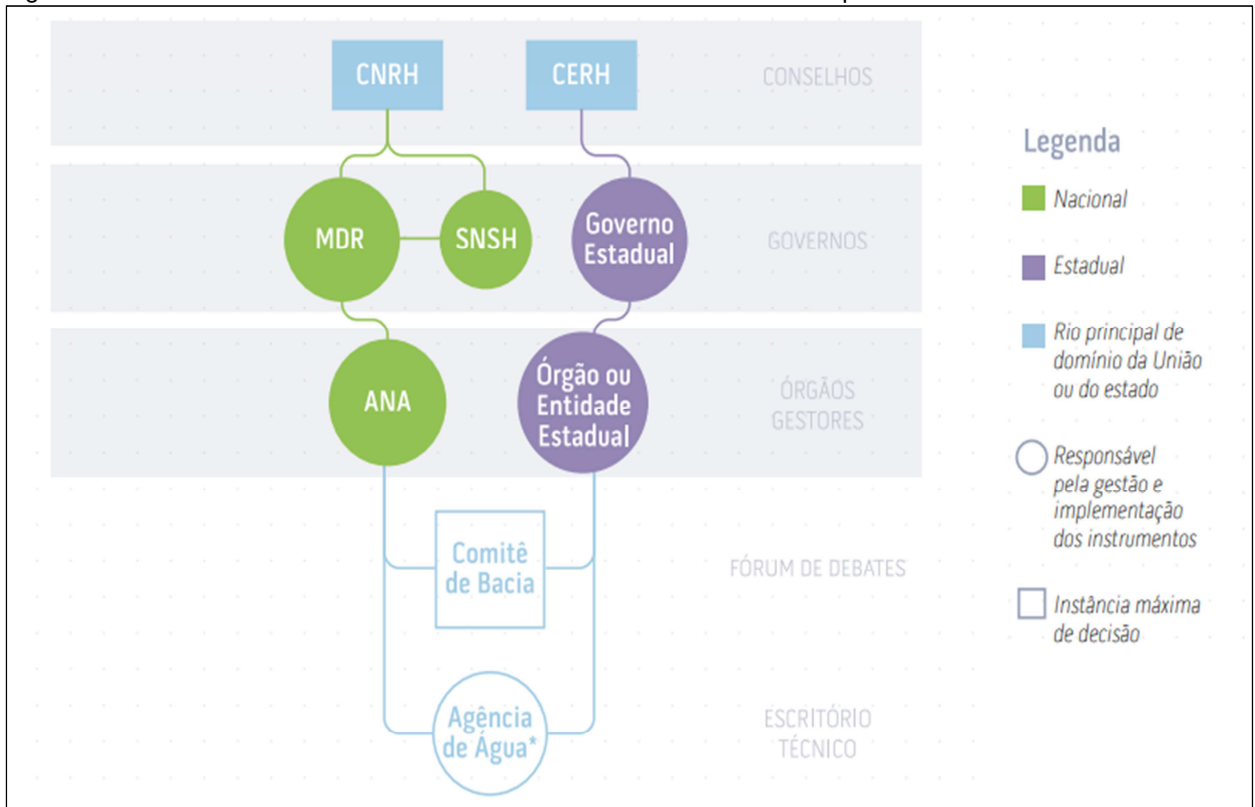 CNRH
CERH
CONSELHOS
MDR
SNSH
Governo
Estadual
GOVERNOS
ANA
Órgão ou
Entidade
Estadual
ÓRGÃOS
GESTORES
Comitê
de Bacia
FÓRUM DE DEBATES
Agência
de Água*
ESCRITÓRIO
TÉCNICO
Legenda
Nacional
Estadual
Rio principal de
domínio da União
ou do estado
Responsável
pela gestão e
implementação
dos instrumentos
Instância máxima
de decisão